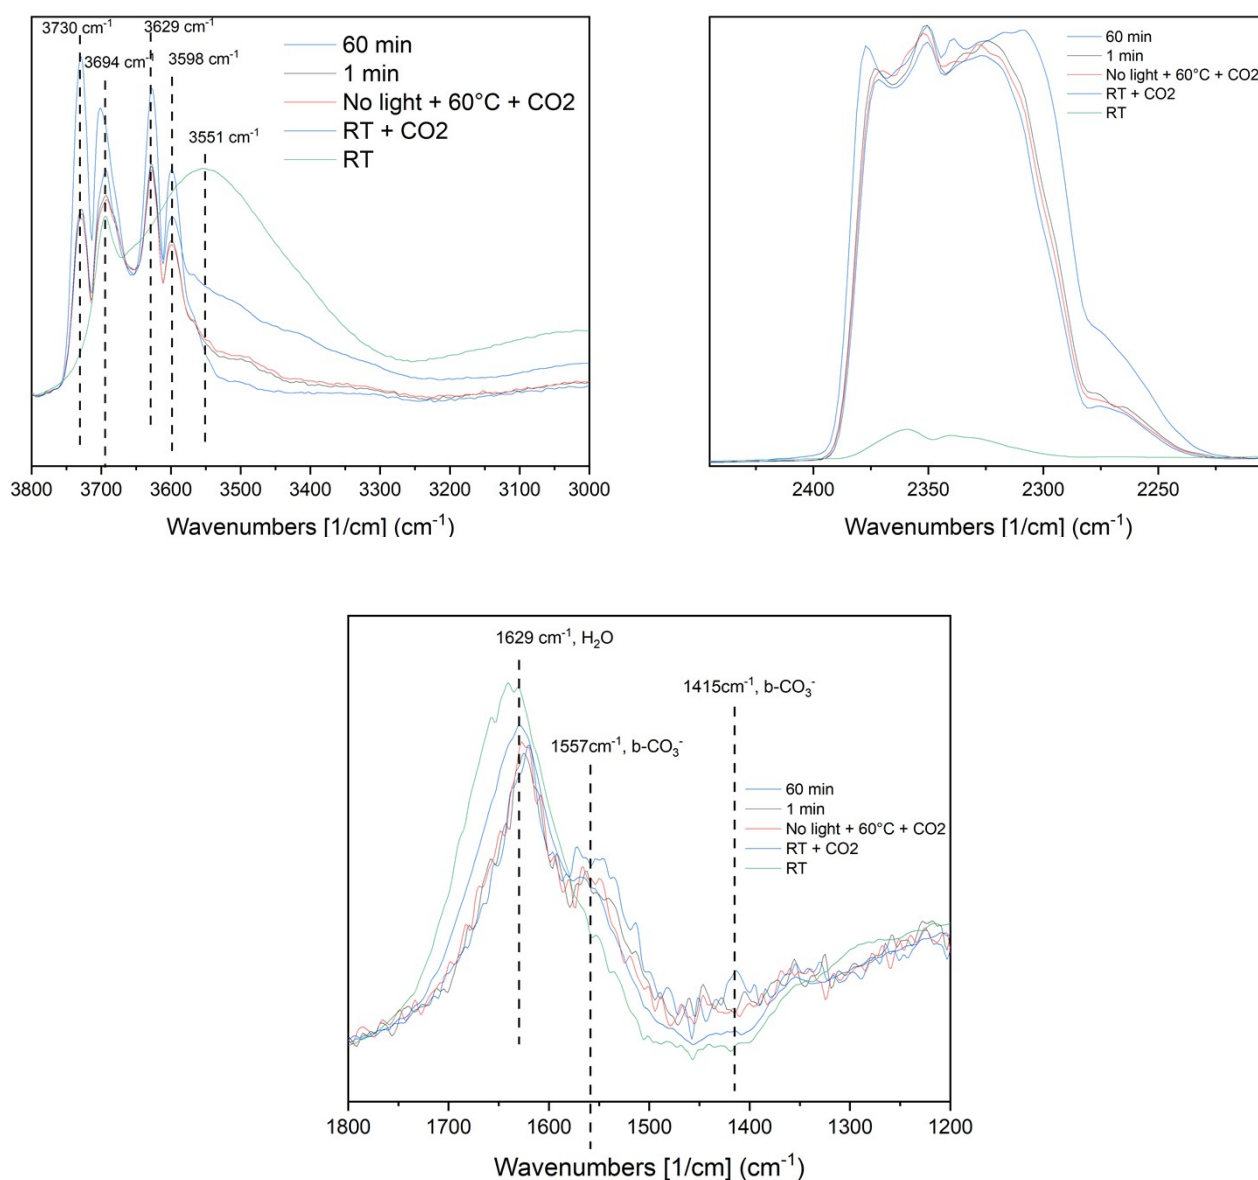 3730 cm⁻¹
3629 cm⁻¹
3694 cm⁻¹
3598 cm⁻¹
3551 cm⁻¹
60 min
1 min
No light + 60°C + CO2
RT + CO2
RT
3800 3700 3600 3500 3400 3300 3200 3100 3000
Wavenumbers [1/cm] (cm⁻¹)
60 min
1 min
No light + 60°C + CO2
RT + CO2
RT
2400 2350 2300 2250
Wavenumbers [1/cm] (cm⁻¹)
1629 cm⁻¹, H₂O
1415cm⁻¹, b-CO₃⁻
1557cm⁻¹, b-CO₃⁻
60 min
1 min
No light + 60°C + CO2
RT + CO2
RT
1800 1700 1600 1500 1400 1300 1200
Wavenumbers [1/cm] (cm⁻¹)